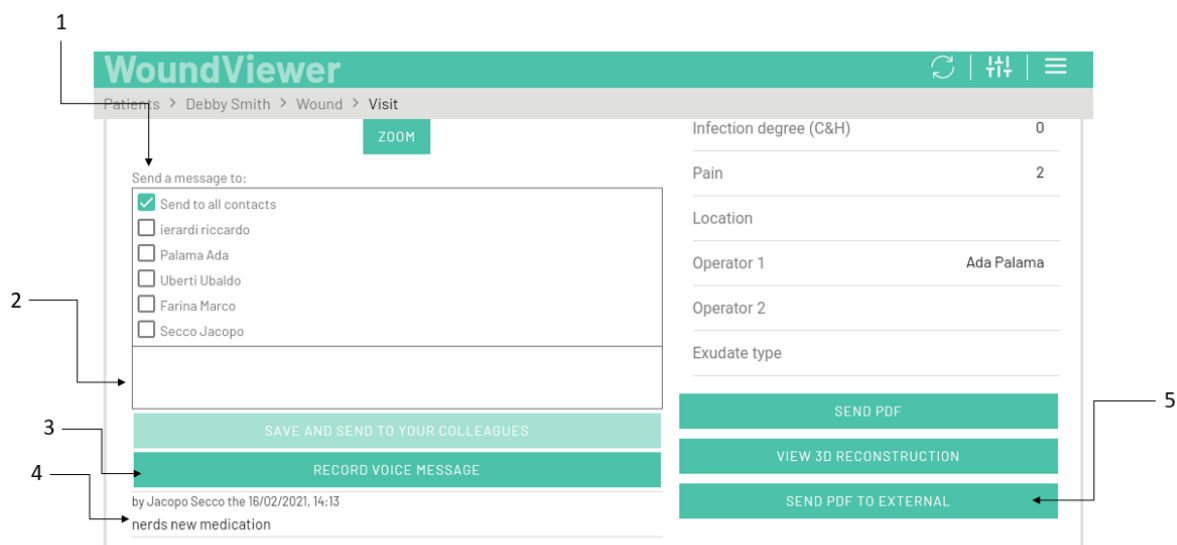 1
WoundViewer
Patients > Debby Smith > Wound > Visit
ZOOM
Send a message to:
Send to all contacts
ierardi riccardo
Palama Ada
Uberti Ubaldo
Farina Marco
Secco Jacopo
2
SAVE AND SEND TO YOUR COLLEAGUES
3
RECORD VOICE MESSAGE
4
by Jacopo Secco the 16/02/2021, 14:13
nerds new medication
Infection degree (C&H) 0
Pain 2
Location
Operator 1 Ada Palama
Operator 2
Exudate type
SEND PDF
5
VIEW 3D RECONSTRUCTION
SEND PDF TO EXTERNAL